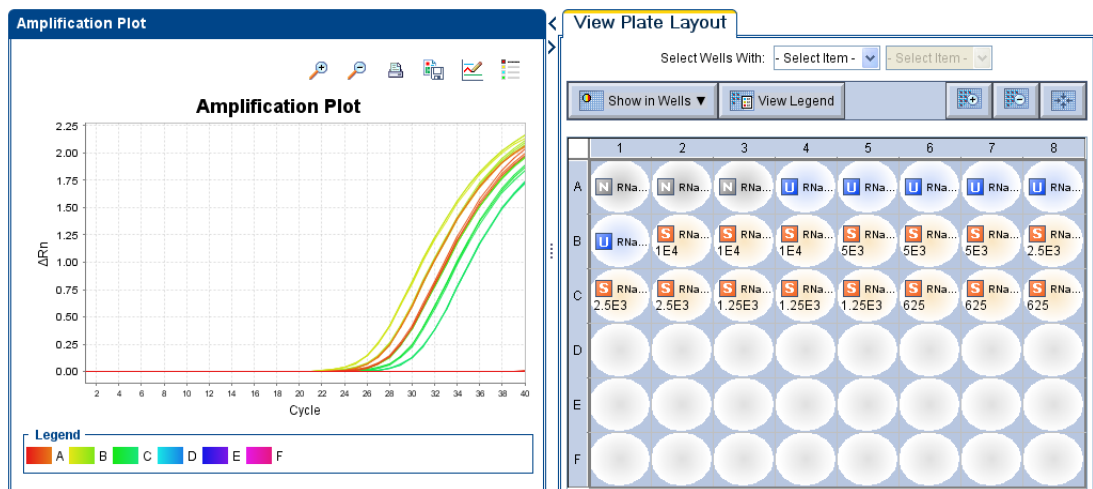 Amplification Plot
Amplification Plot
2.25
2.00
1.75
1.50
1.25
1.00
0.75
0.50
0.25
0.00
ΔRn
2 4 6 8 10 12 14 16 18 20 22 24 26 28 30 32 34 36 38 40
Cycle
Legend
A B C D E F
View Plate Layout
Select Wells With: - Select Item - - Select Item -
Show in Wells ▼ View Legend
1 2 3 4 5 6 7 8
A N RNa... N RNa... N RNa... U RNa... U RNa... U RNa... U RNa... U RNa...
B U RNa... S RNa... S RNa... S RNa... S RNa... S RNa... S RNa... S RNa...
1E4 1E4 1E4 5E3 5E3 5E3 2.5E3
C S RNa... S RNa... S RNa... S RNa... S RNa... S RNa... S RNa... S RNa...
2.5E3 2.5E3 1.25E3 1.25E3 1.25E3 625 625 625
D
E
F